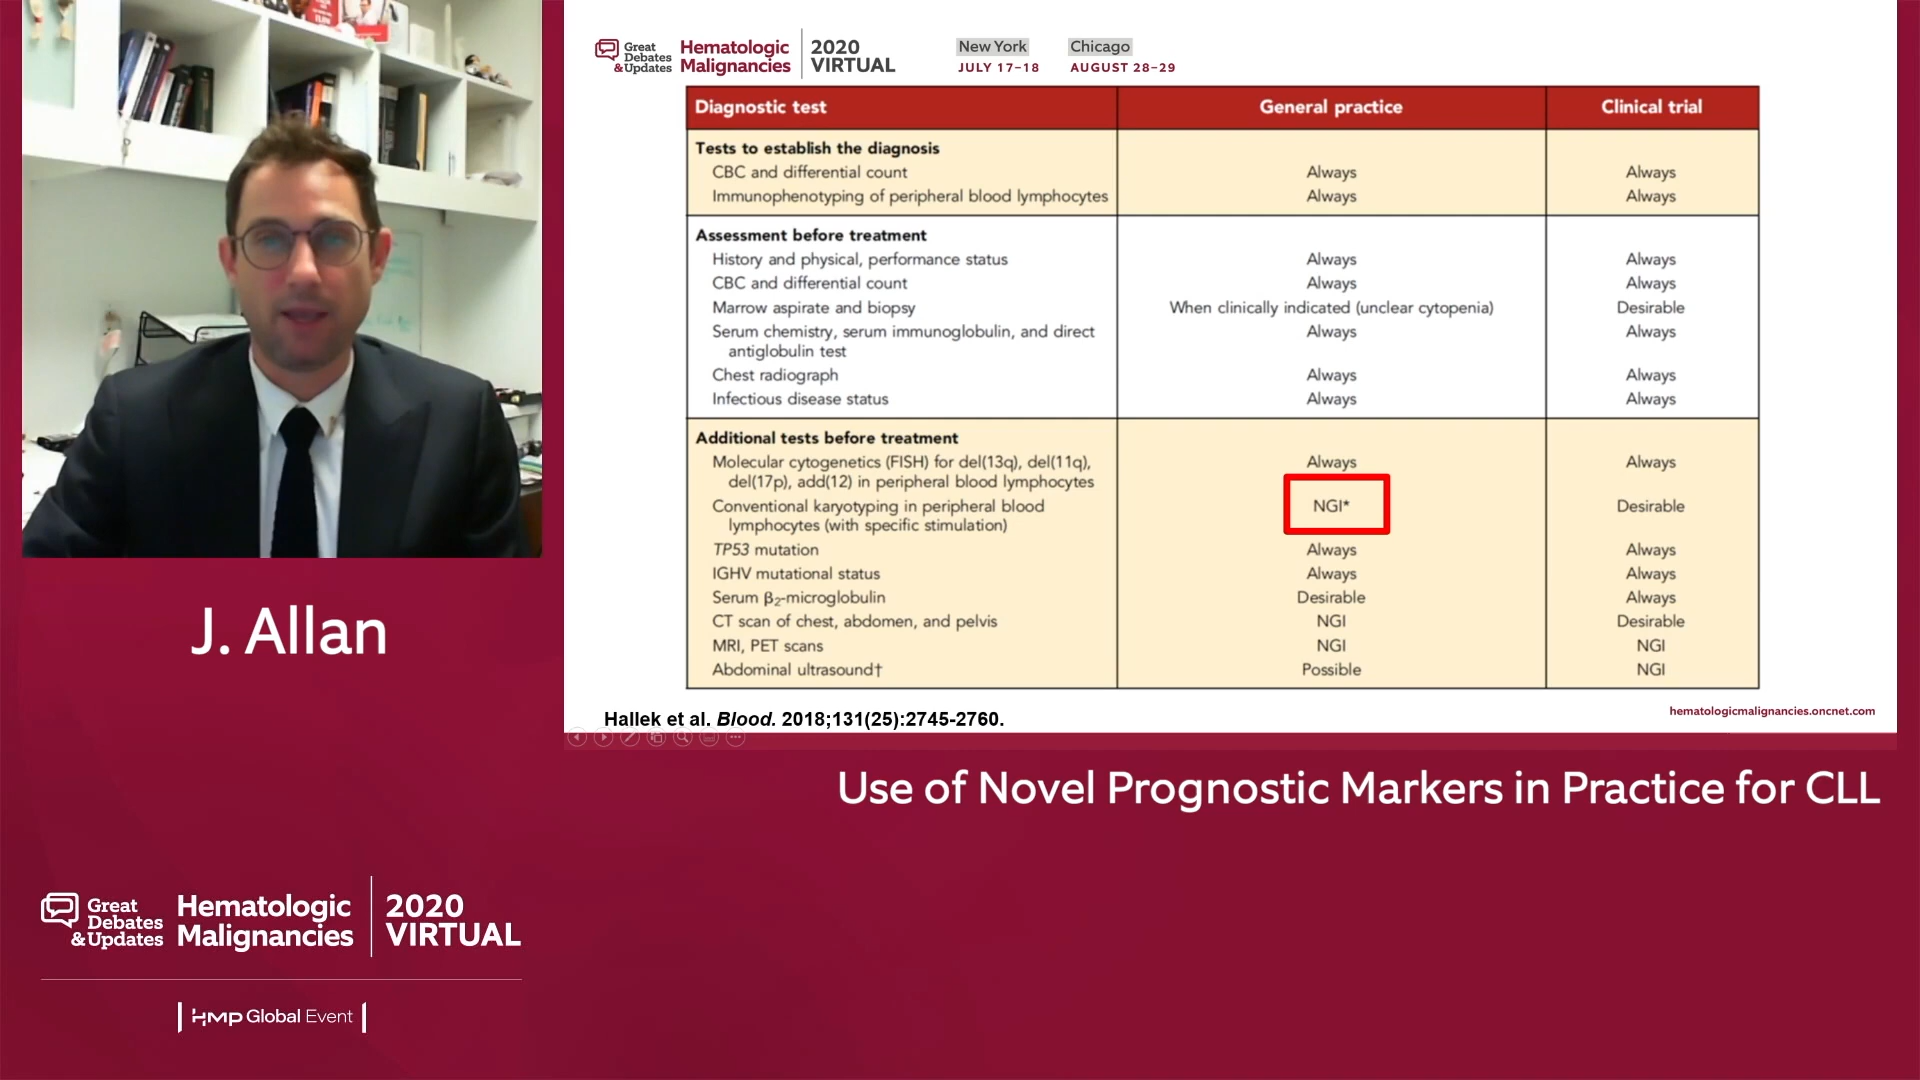 Great
Debates
&Updates
Hematologic
Malignancies
2020
VIRTUAL
New York
JULY 17–18
Chicago
AUGUST 28–29
Diagnostic test General practice Clinical trial
Tests to establish the diagnosis
CBC and differential count Always Always
Immunophenotyping of peripheral blood lymphocytes Always Always
Assessment before treatment
History and physical, performance status Always Always
CBC and differential count Always Always
Marrow aspirate and biopsy When clinically indicated (unclear cytopenia) Desirable
Serum chemistry, serum immunoglobulin, and direct Always Always
antiglobulin test
Chest radiograph Always Always
Infectious disease status Always Always
Additional tests before treatment
Molecular cytogenetics (FISH) for del(13q), del(11q), Always Always
del(17p), add(12) in peripheral blood lymphocytes
Conventional karyotyping in peripheral blood NGI* Desirable
lymphocytes (with specific stimulation)
TP53 mutation Always Always
IGHV mutational status Always Always
Serum β₂-microglobulin Desirable Always
CT scan of chest, abdomen, and pelvis NGI Desirable
MRI, PET scans NGI NGI
Abdominal ultrasound† Possible NGI
Hallek et al. Blood. 2018;131(25):2745-2760.
hematologicmalignancies.oncnet.com
J. Allan
Use of Novel Prognostic Markers in Practice for CLL
Great
Debates
&Updates
Hematologic
Malignancies
2020
VIRTUAL
HMP Global Event